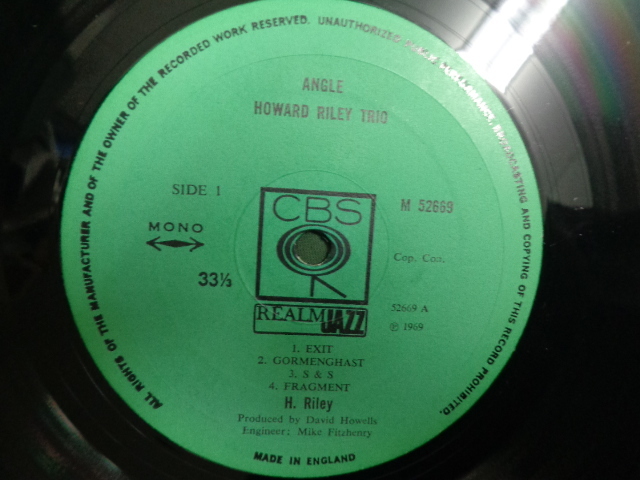 ALL RIGHTS OF THE MANUFACTURER AND OF THE OWNER OF THE RECORDED WORK RESERVED. UNAUTHORIZED BROADCASTING AND COPYING OF THIS RECORD PROHIBITED.
ANGLE
HOWARD RILEY TRIO
SIDE 1
CBS
M 52669
MONO
Cop. Con.
33⅓
52669 A
REALM JAZZ
℗ 1969
1. EXIT
2. GORMENGHAST
3. S & S
4. FRAGMENT
H. Riley
Produced by David Howells
Engineer: Mike Fitzhenry
MADE IN ENGLAND